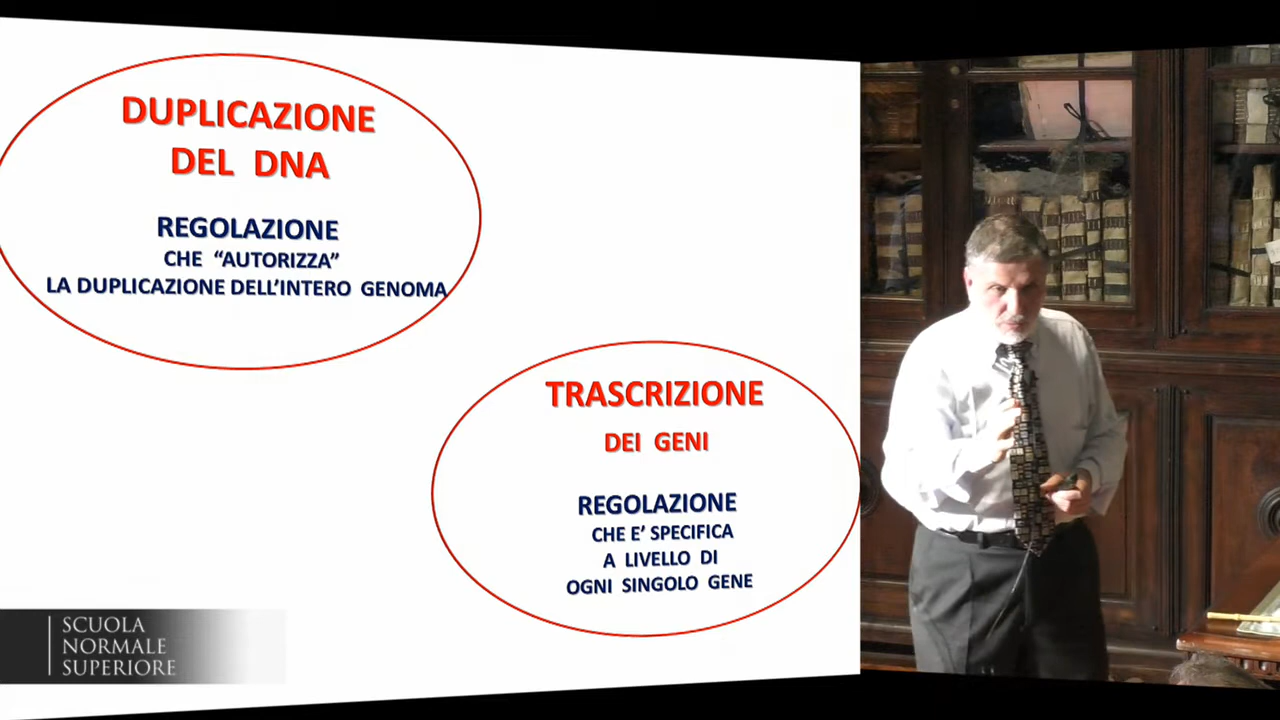 DUPLICAZIONE
DEL DNA
REGOLAZIONE
CHE “AUTORIZZA”
LA DUPLICAZIONE DELL’INTERO GENOMA
TRASCRIZIONE
DEI GENI
REGOLAZIONE
CHE E’ SPECIFICA
A LIVELLO DI
OGNI SINGOLO GENE
SCUOLA
NORMALE
SUPERIORE